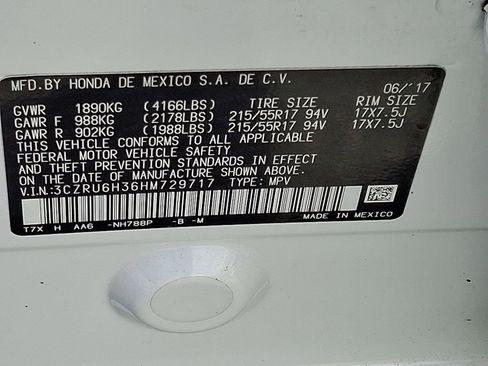 MFD.BY HONDA DE MEXICO S.A. DE C.V.
06/'17
GVWR 1890KG (4166LBS) TIRE SIZE RIM SIZE
GAWR F 988KG (2178LBS) 215/55R17 94V 17X7.5J
GAWR R 902KG (1988LBS) 215/55R17 94V 17X7.5J
THIS VEHICLE CONFORMS TO ALL APPLICABLE
FEDERAL MOTOR VEHICLE SAFETY
AND THEFT PREVENTION STANDARDS IN EFFECT
ON THE DATE OF MANUFACTURE SHOWN ABOVE.
V.I.N:3CZRU6H36HM729717 TYPE: MPV
MADE IN MEXICO
T7X H AA6 -NH788P -B -M